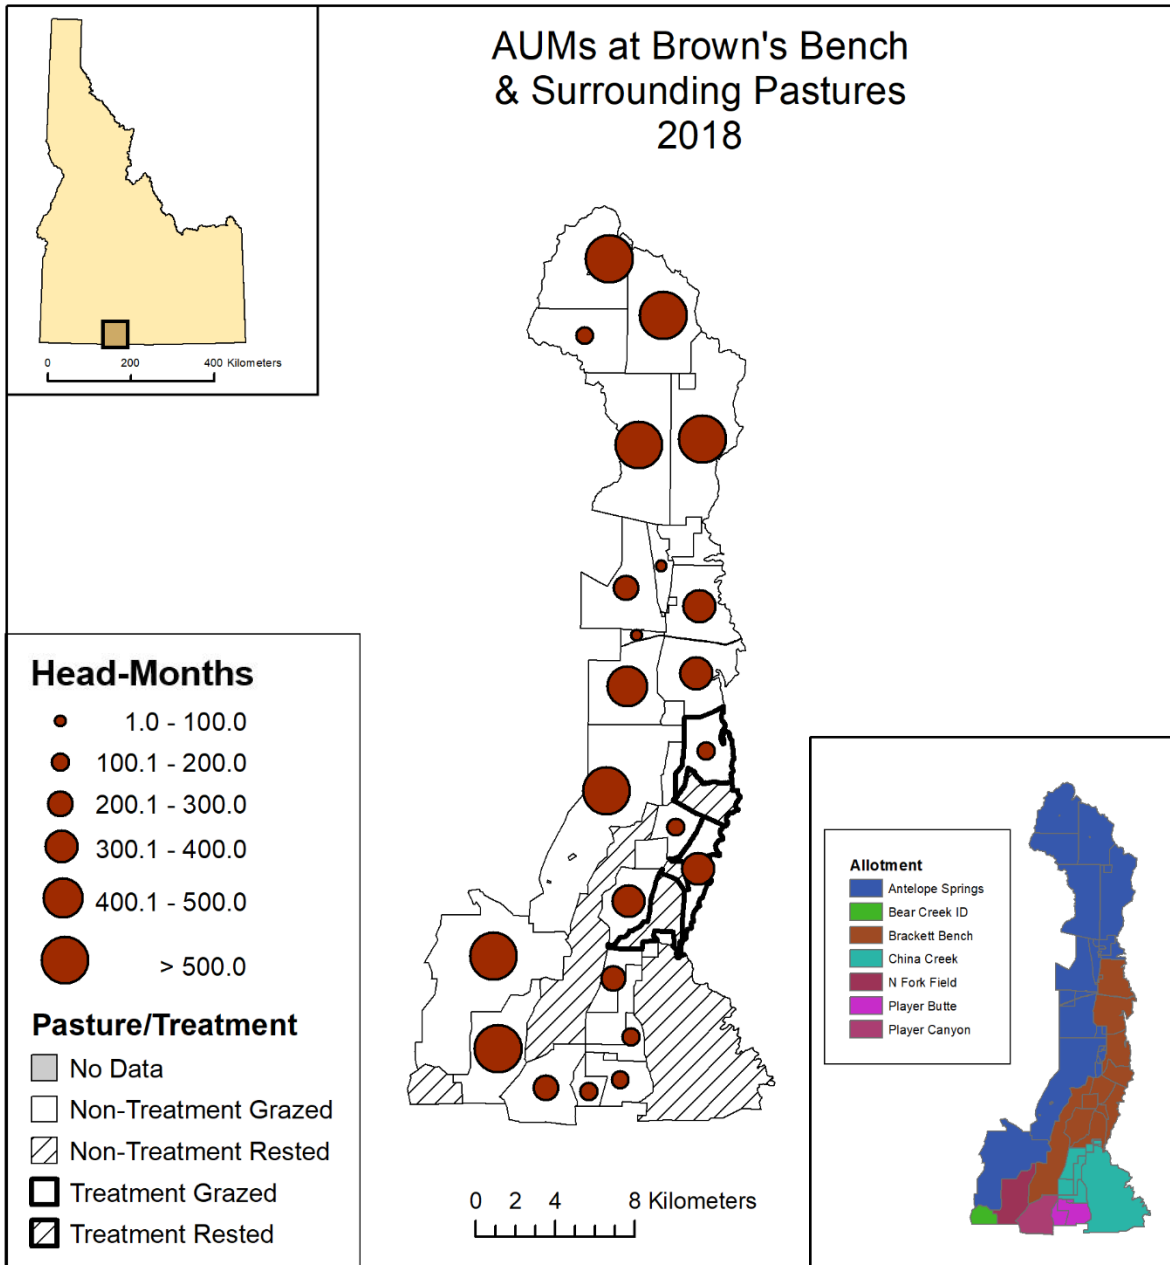 AUMs at Brown's Bench
& Surrounding Pastures
2018
0 200 400 Kilometers
Head-Months
1.0 - 100.0
100.1 - 200.0
200.1 - 300.0
300.1 - 400.0
400.1 - 500.0
> 500.0
Pasture/Treatment
No Data
Non-Treatment Grazed
Non-Treatment Rested
Treatment Grazed
Treatment Rested
0 2 4 8 Kilometers
Allotment
Antelope Springs
Bear Creek ID
Brackett Bench
China Creek
N Fork Field
Player Butte
Player Canyon